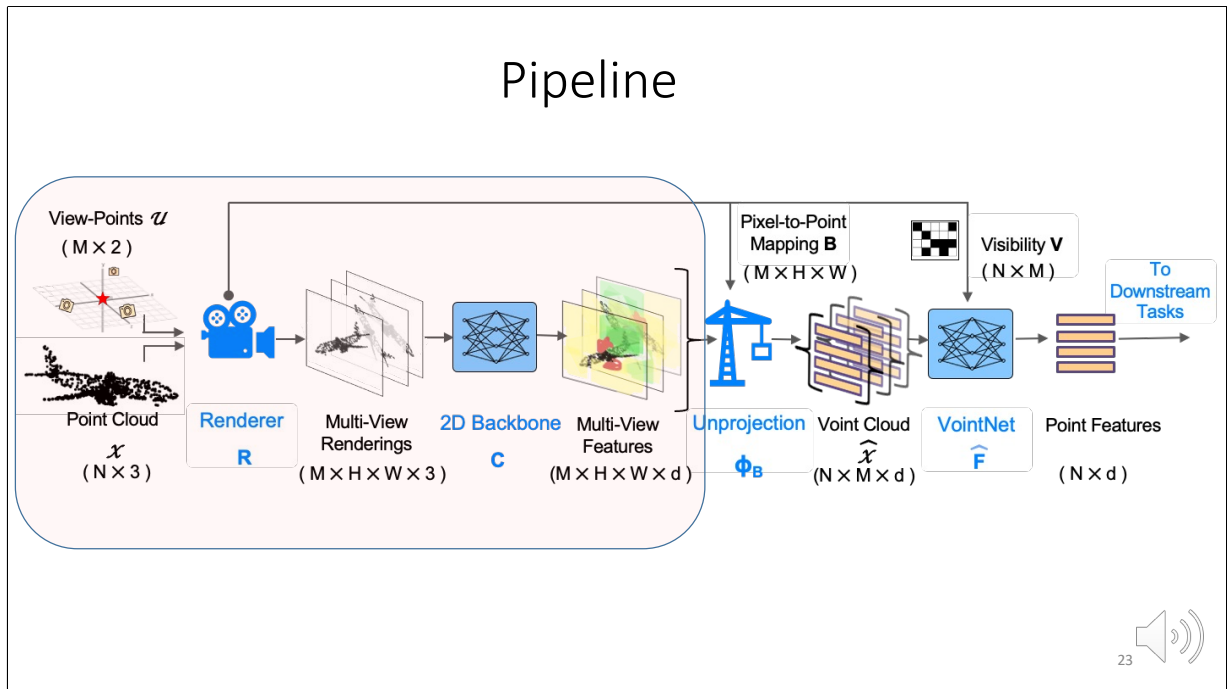 Pipeline
View-Points 𝒰
( M × 2 )
Point Cloud
𝒳
( N × 3 )
Renderer
R
Multi-View
Renderings
( M × H × W × 3 )
2D Backbone
C
Multi-View
Features
(M × H × W × d )
Unprojection
ϕB
Pixel-to-Point
Mapping B
( M × H × W )
Voint Cloud
𝒳̂
(N × M × d )
Visibility V
( N × M )
VointNet
F̂
Point Features
( N × d )
To
Downstream
Tasks
23